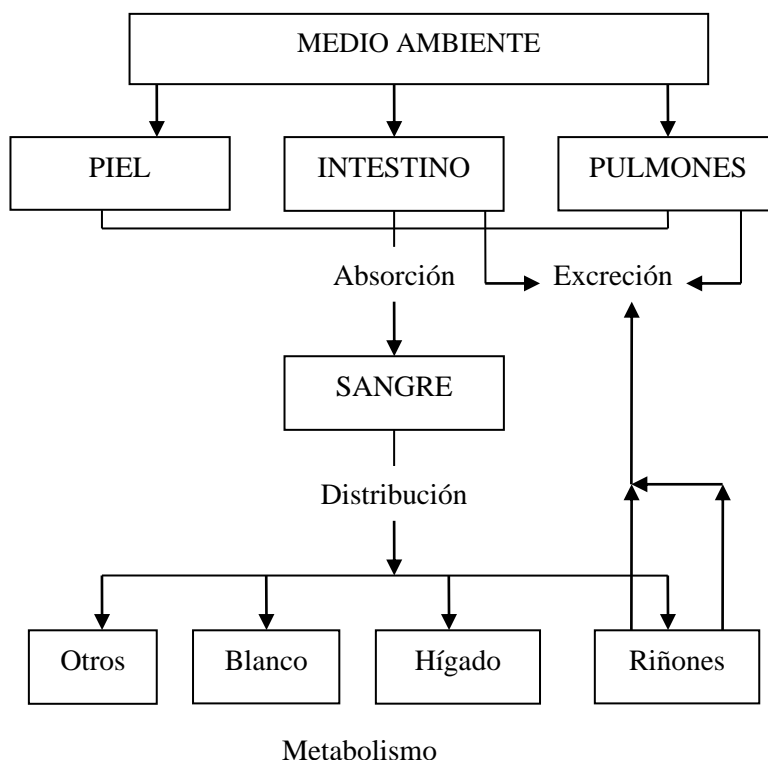 MEDIO AMBIENTE
PIEL
INTESTINO
PULMONES
Absorción
Excreción
SANGRE
Distribución
Otros
Blanco
Hígado
Riñones
Metabolismo